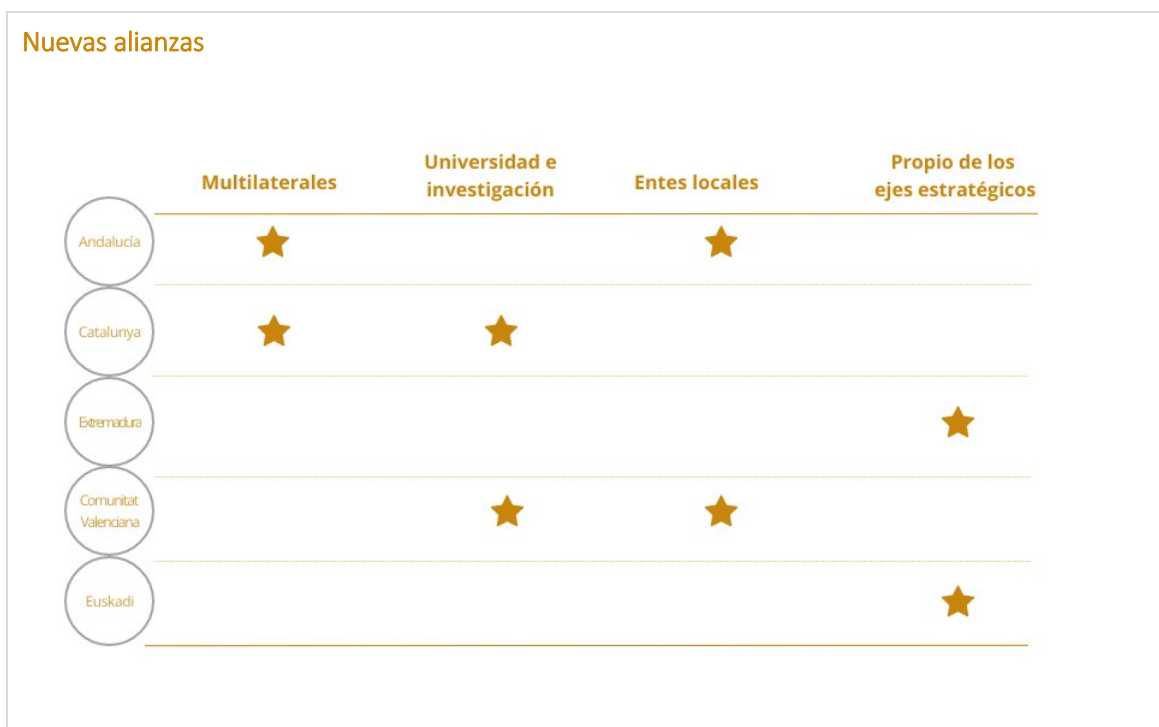 Nuevas alianzas
Multilaterales
Universidad e
investigación
Entes locales
Propio de los
ejes estratégicos
Andalucía
Catalunya
Extremadura
Comunitat
Valenciana
Euskadi